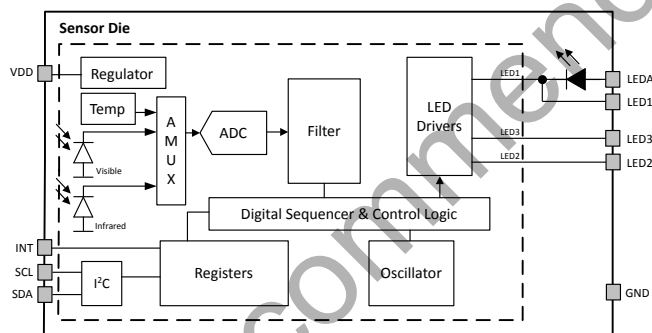 Sensor Die
VDD
Regulator
Temp
AMUX
ADC
Filter
LED
Drivers
LED1
LEDA
LED1
LED3
LED3
LED2
LED2
Visible
Infrared
Digital Sequencer & Control Logic
INT
SCL
SDA
I²C
Registers
Oscillator
GND